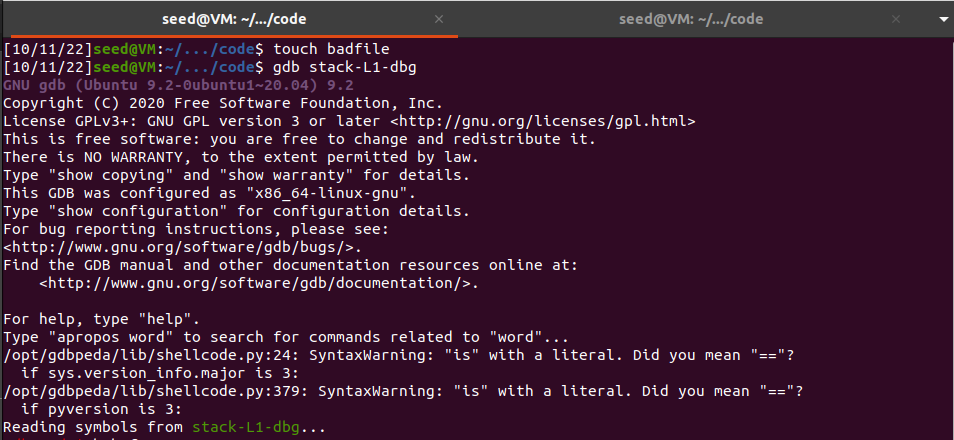 seed@VM: ~/.../code × seed@VM: ~/.../code ×
[10/11/22]seed@VM:~/.../code$ touch badfile
[10/11/22]seed@VM:~/.../code$ gdb stack-L1-dbg
GNU gdb (Ubuntu 9.2-0ubuntu1~20.04) 9.2
Copyright (C) 2020 Free Software Foundation, Inc.
License GPLv3+: GNU GPL version 3 or later <http://gnu.org/licenses/gpl.html>
This is free software: you are free to change and redistribute it.
There is NO WARRANTY, to the extent permitted by law.
Type "show copying" and "show warranty" for details.
This GDB was configured as "x86_64-linux-gnu".
Type "show configuration" for configuration details.
For bug reporting instructions, please see:
<http://www.gnu.org/software/gdb/bugs/>.
Find the GDB manual and other documentation resources online at:
    <http://www.gnu.org/software/gdb/documentation/>.

For help, type "help".
Type "apropos word" to search for commands related to "word"...
/opt/gdbpeda/lib/shellcode.py:24: SyntaxWarning: "is" with a literal. Did you mean "=="?
  if sys.version_info.major is 3:
/opt/gdbpeda/lib/shellcode.py:379: SyntaxWarning: "is" with a literal. Did you mean "=="?
  if pyversion is 3:
Reading symbols from stack-L1-dbg...